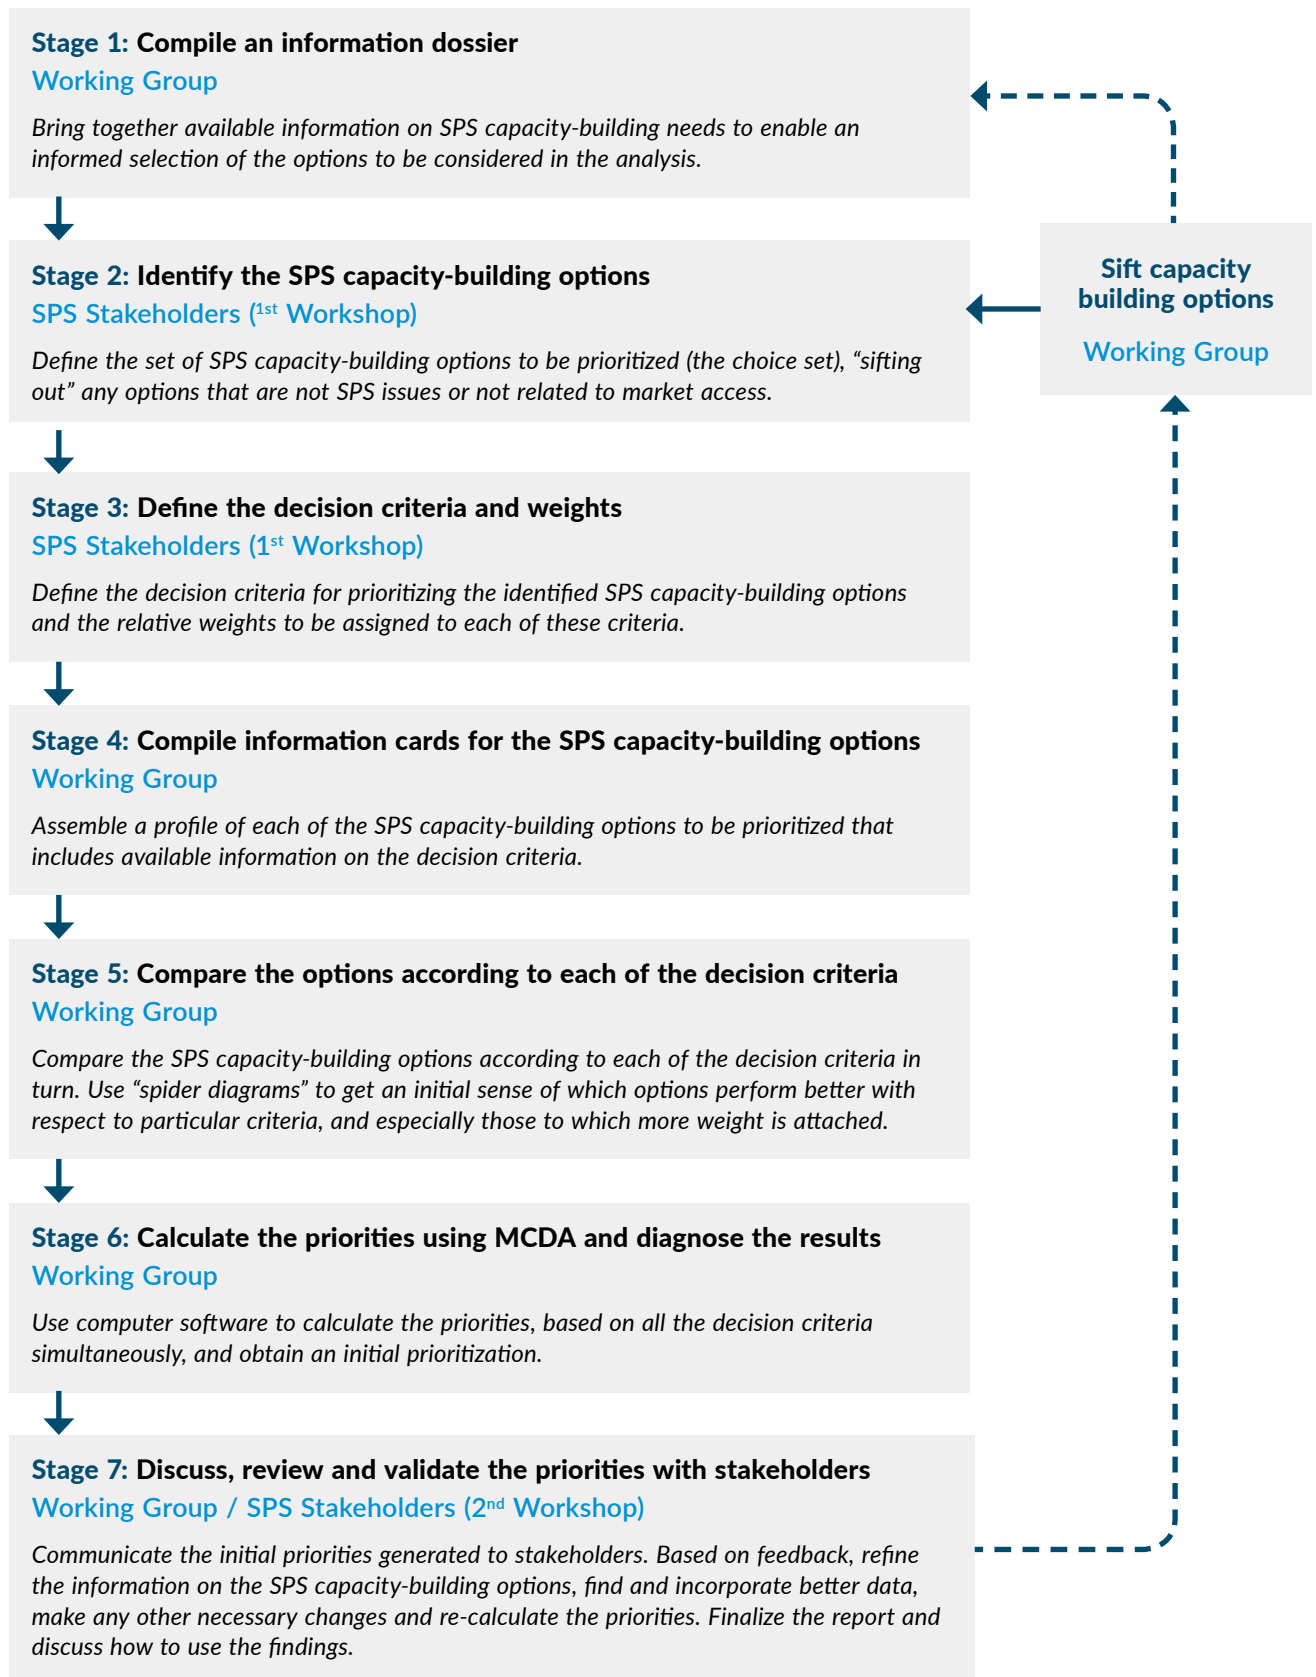 Stage 1: Compile an information dossier
Working Group
Bring together available information on SPS capacity-building needs to enable an
informed selection of the options to be considered in the analysis.
Stage 2: Identify the SPS capacity-building options
SPS Stakeholders (1st Workshop)
Define the set of SPS capacity-building options to be prioritized (the choice set), “sifting
out” any options that are not SPS issues or not related to market access.
Sift capacity
building options
Working Group
Stage 3: Define the decision criteria and weights
SPS Stakeholders (1st Workshop)
Define the decision criteria for prioritizing the identified SPS capacity-building options
and the relative weights to be assigned to each of these criteria.
Stage 4: Compile information cards for the SPS capacity-building options
Working Group
Assemble a profile of each of the SPS capacity-building options to be prioritized that
includes available information on the decision criteria.
Stage 5: Compare the options according to each of the decision criteria
Working Group
Compare the SPS capacity-building options according to each of the decision criteria in
turn. Use “spider diagrams” to get an initial sense of which options perform better with
respect to particular criteria, and especially those to which more weight is attached.
Stage 6: Calculate the priorities using MCDA and diagnose the results
Working Group
Use computer software to calculate the priorities, based on all the decision criteria
simultaneously, and obtain an initial prioritization.
Stage 7: Discuss, review and validate the priorities with stakeholders
Working Group / SPS Stakeholders (2nd Workshop)
Communicate the initial priorities generated to stakeholders. Based on feedback, refine
the information on the SPS capacity-building options, find and incorporate better data,
make any other necessary changes and re-calculate the priorities. Finalize the report and
discuss how to use the findings.